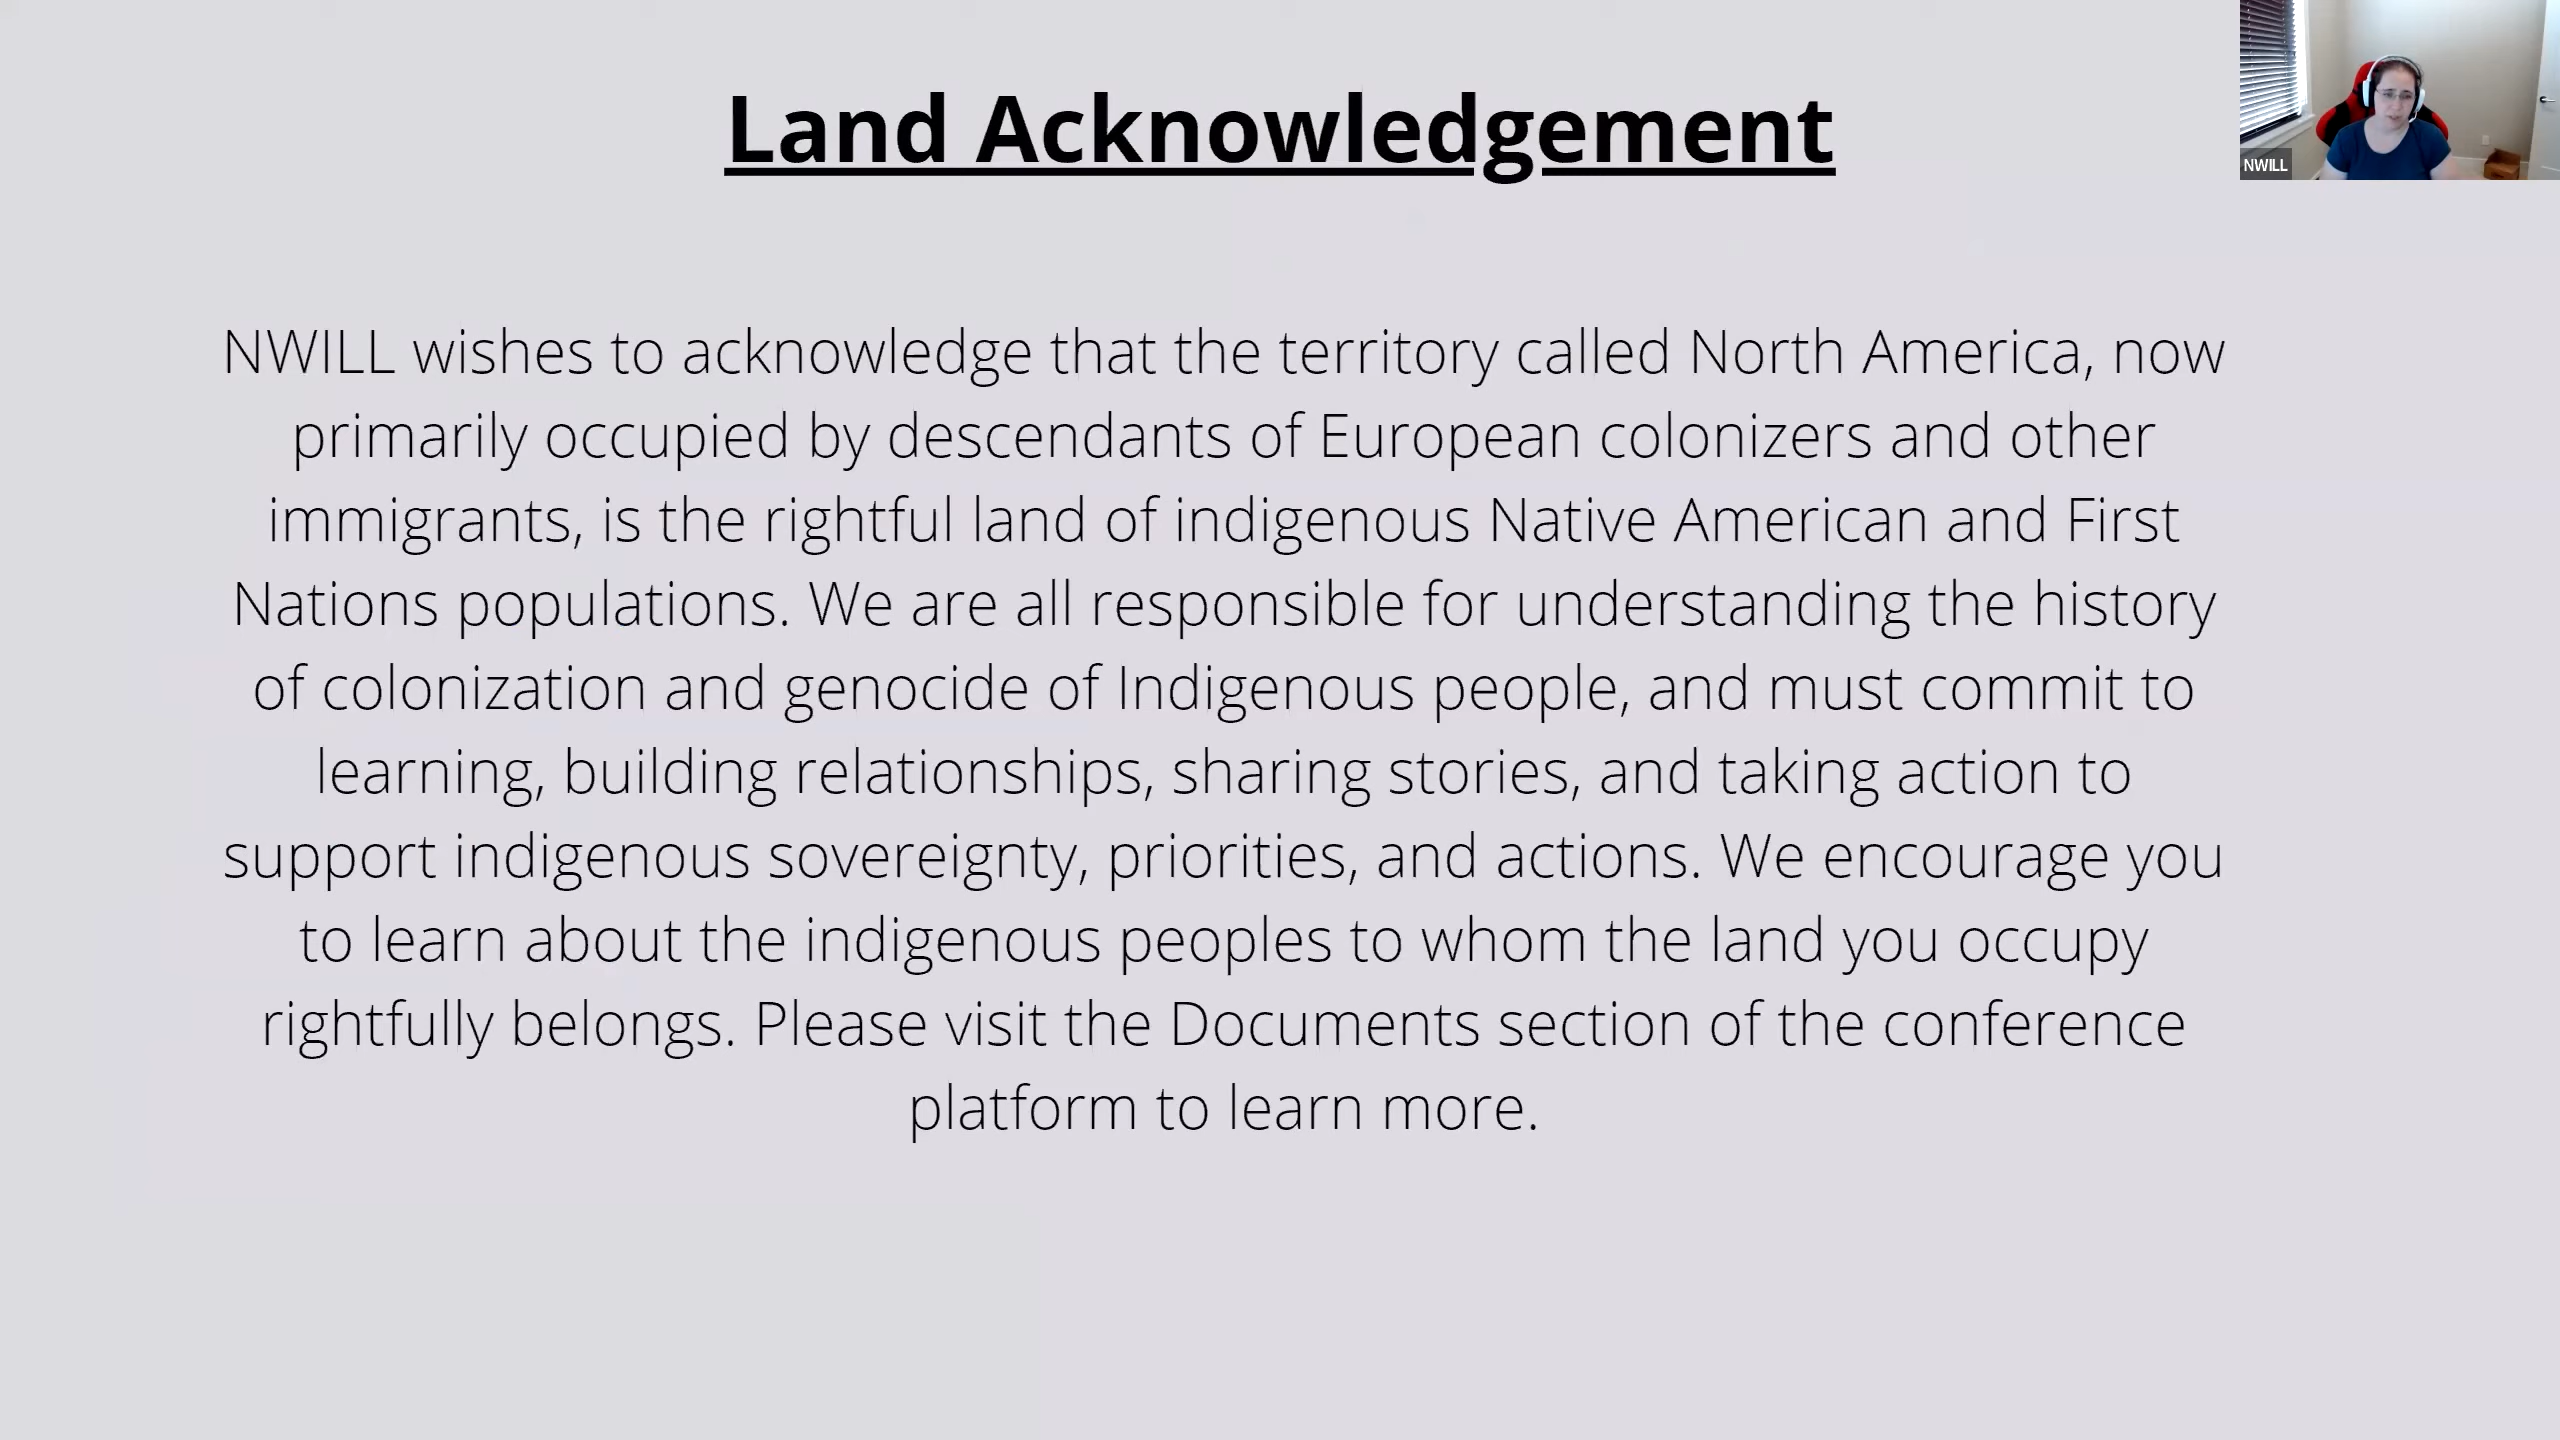 Land Acknowledgement
NWILL
NWILL wishes to acknowledge that the territory called North America, now
primarily occupied by descendants of European colonizers and other
immigrants, is the rightful land of indigenous Native American and First
Nations populations. We are all responsible for understanding the history
of colonization and genocide of Indigenous people, and must commit to
learning, building relationships, sharing stories, and taking action to
support indigenous sovereignty, priorities, and actions. We encourage you
to learn about the indigenous peoples to whom the land you occupy
rightfully belongs. Please visit the Documents section of the conference
platform to learn more.